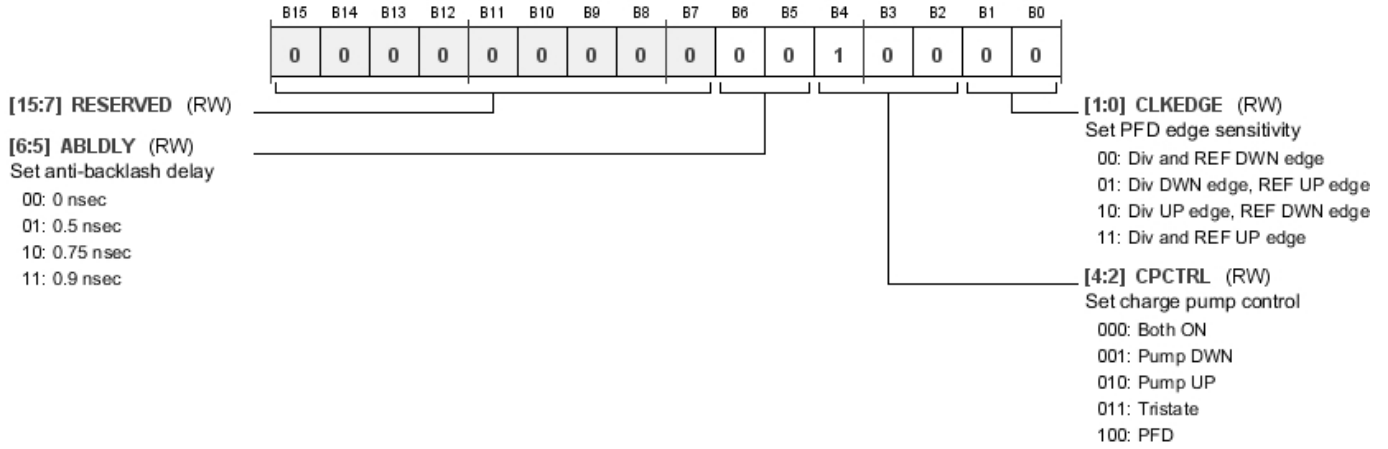 B15 B14 B13 B12 B11 B10 B9 B8 B7 B6 B5 B4 B3 B2 B1 B0
0 0 0 0 0 0 0 0 0 0 0 1 0 0 0 0
[15:7] RESERVED (RW)
[6:5] ABLDLY (RW)
Set anti-backlash delay
00: 0 nsec
01: 0.5 nsec
10: 0.75 nsec
11: 0.9 nsec
[1:0] CLKEDGE (RW)
Set PFD edge sensitivity
00: Div and REF DWN edge
01: Div DWN edge, REF UP edge
10: Div UP edge, REF DWN edge
11: Div and REF UP edge
[4:2] CPCTRL (RW)
Set charge pump control
000: Both ON
001: Pump DWN
010: Pump UP
011: Tristate
100: PFD